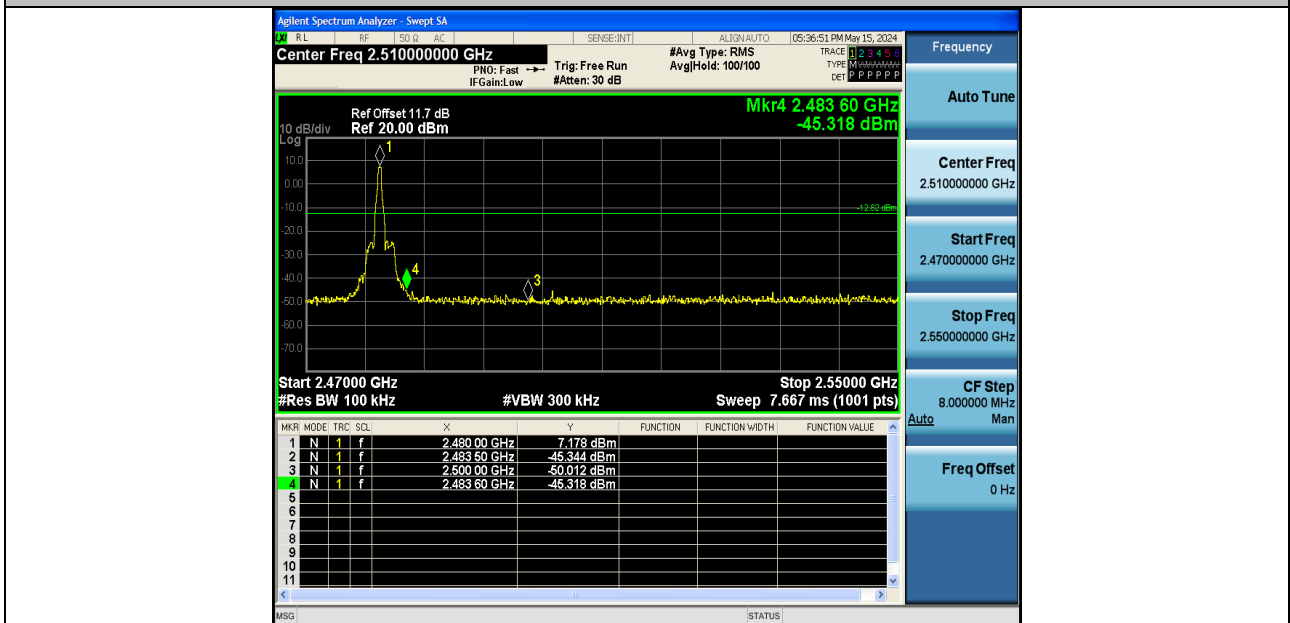 Agilent Spectrum Analyzer - Swept SA
RL RF 50 Ω AC SENSE:INT ALIGN AUTO 05:36:51 PM May 15, 2024
Center Freq 2.510000000 GHz
PNO: Fast
IFGain:Low
Trig: Free Run
#Atten: 30 dB
#Avg Type: RMS
Avg|Hold: 100/100
TRACE 1 2 3 4 5 6
TYPE M
DET P P P P P P
Frequency
Auto Tune
Center Freq
2.510000000 GHz
Start Freq
2.470000000 GHz
Stop Freq
2.550000000 GHz
CF Step
8.000000 MHz
Auto Man
Freq Offset
0 Hz
Mkr4 2.483 60 GHz
-45.318 dBm
Ref Offset 11.7 dB
10 dB/div Ref 20.00 dBm
Log
10.0
0.00
-10.0
-20.0
-30.0
-40.0
-50.0
-60.0
-70.0
1
4
3
-12.82 dBm
Start 2.47000 GHz Stop 2.55000 GHz
#Res BW 100 kHz #VBW 300 kHz Sweep 7.667 ms (1001 pts)
MKR MODE TRC SCL X Y FUNCTION FUNCTION WIDTH FUNCTION VALUE
1 N 1 f 2.480 00 GHz 7.178 dBm
2 N 1 f 2.483 50 GHz -45.344 dBm
3 N 1 f 2.500 00 GHz -50.012 dBm
4 N 1 f 2.483 60 GHz -45.318 dBm
5
6
7
8
9
10
11
MSG STATUS